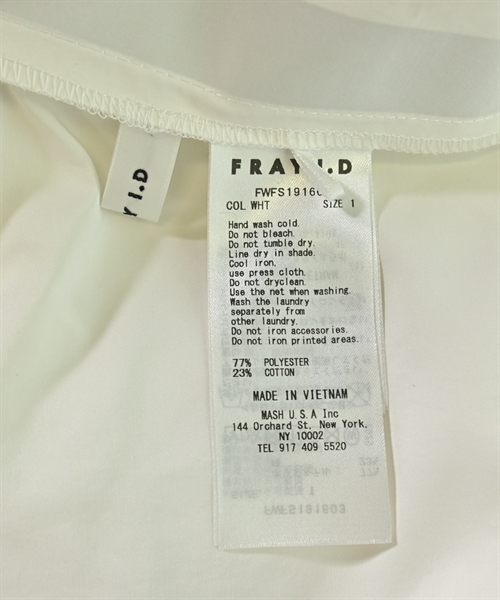 FRAY I.D
FWFS1916
COL WHT SIZE 1
Hand wash cold.
Do not bleach.
Do not tumble dry.
Line dry in shade.
Cool iron.
use press cloth.
Do not dryclean.
Use the net when washing.
Wash the laundry
separately from
other laundry.
Do not iron accessories.
Do not iron printed areas.
77% POLYESTER
23% COTTON
MADE IN VIETNAM
MASH U.S.A Inc
144 Orchard St, New York,
NY 10002
TEL 917 409 5520
FWFS191603
AY I.D